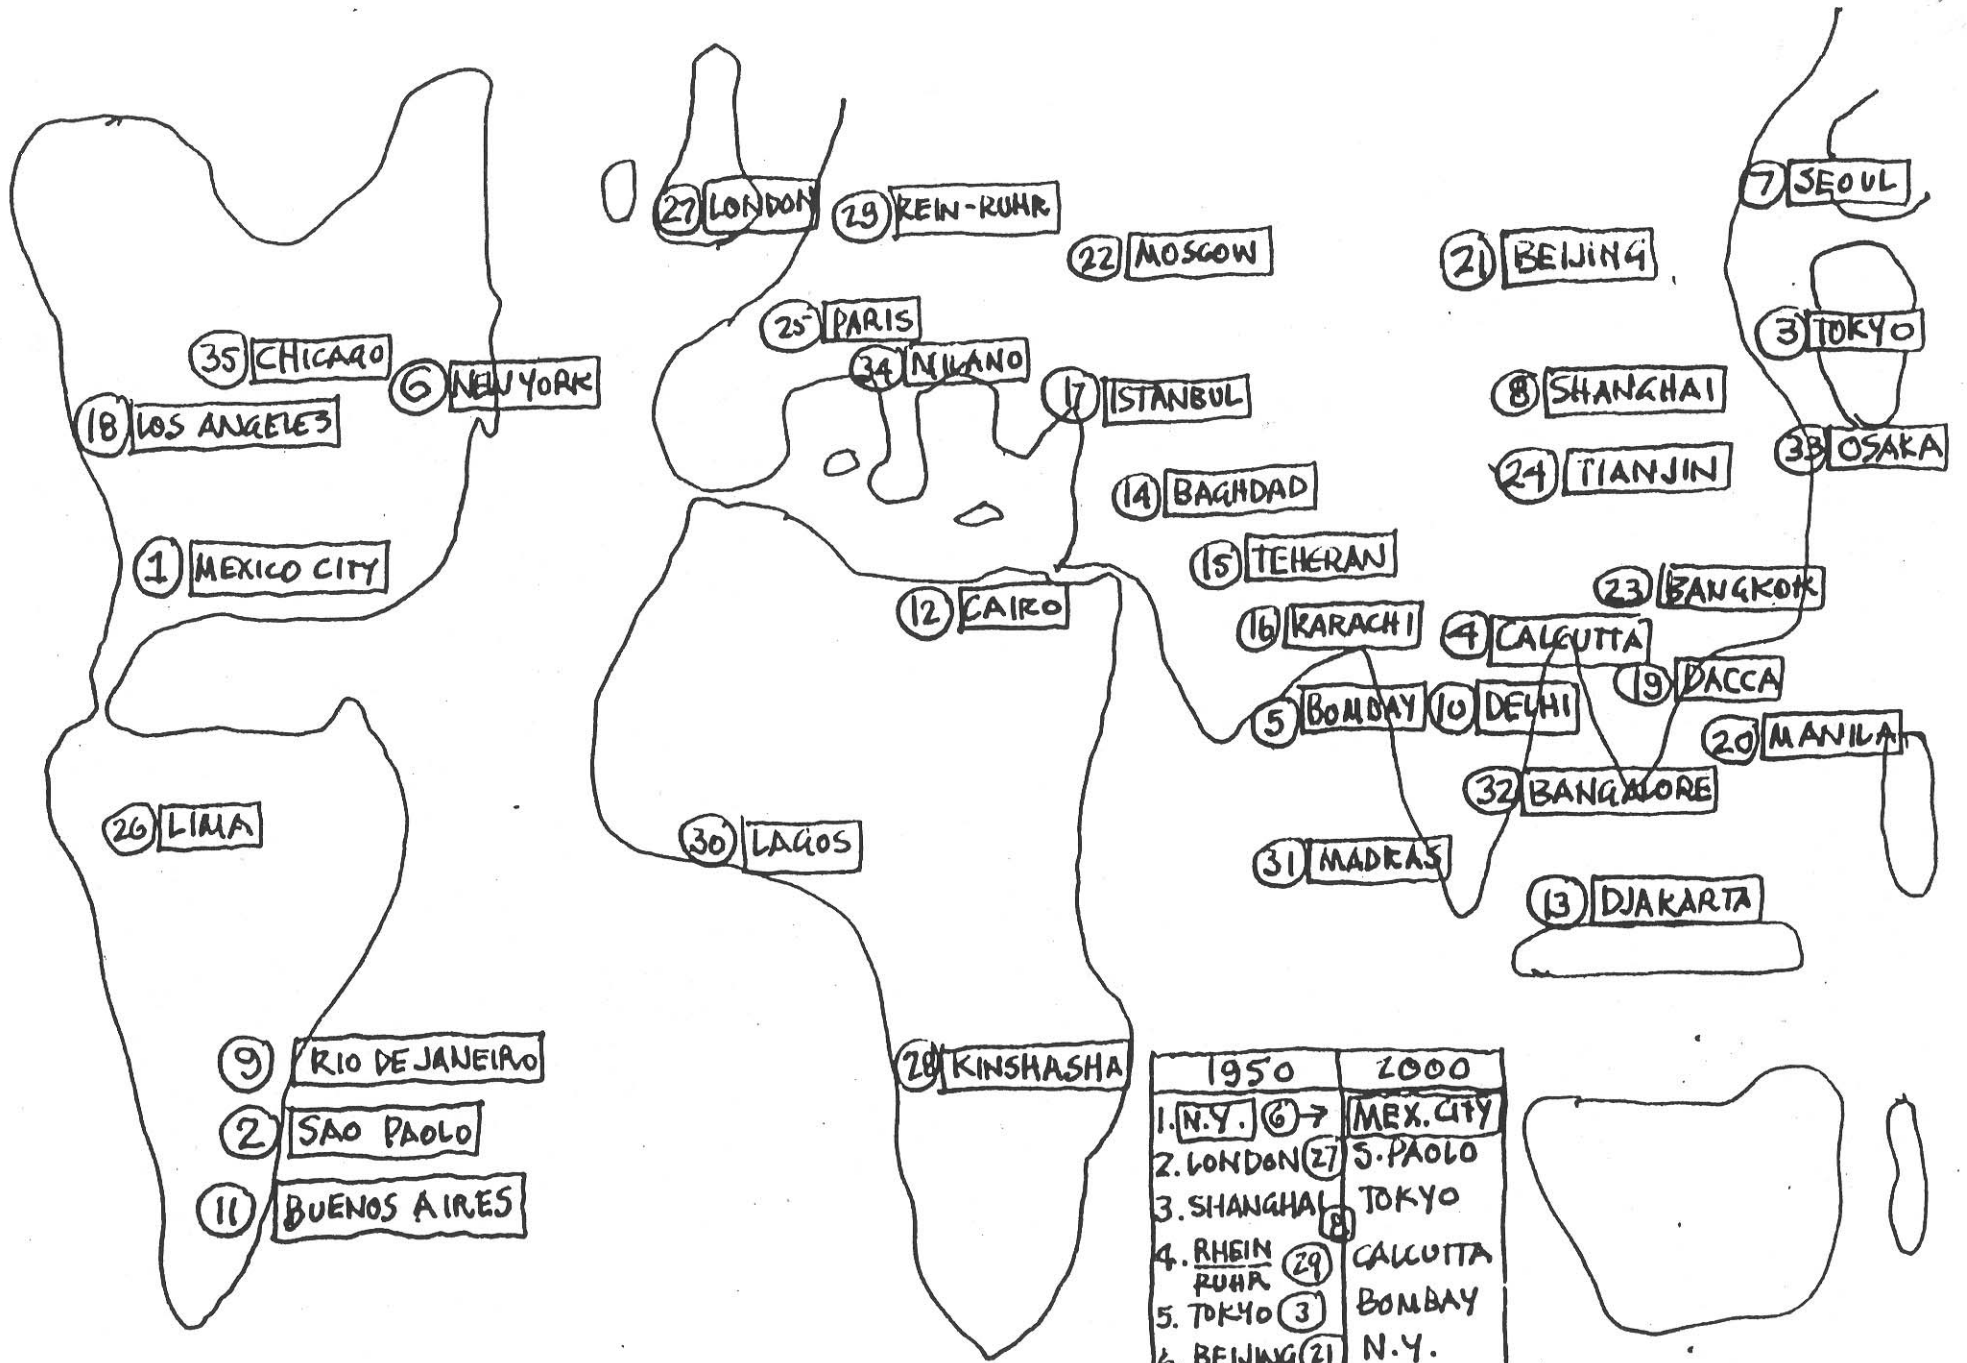 7 SEOUL
27 LONDON
29 REIN-RUHR
22 MOSCOW
21 BEIJING
25 PARIS
3 TOKYO
35 CHICAGO
34 MILANO
6 NEW YORK
17 ISTANBUL
8 SHANGHAI
18 LOS ANGELES
33 OSAKA
24 TIANJIN
14 BAGHDAD
1 MEXICO CITY
15 TEHERAN
23 BANGKOK
12 CAIRO
16 KARACHI
4 CALCUTTA
19 DACCA
5 BOMBAY
10 DELHI
20 MANILA
32 BANGALORE
26 LIMA
30 LAGOS
31 MADRAS
13 DJAKARTA
9 RIO DE JANEIRO
28 KINSHASHA
2 SAO PAOLO
11 BUENOS AIRES
1950 2000
1. N.Y. 6 → MEX. CITY
2. LONDON 27 S. PAOLO
3. SHANGHAI 8 TOKYO
4. RHEIN RUHR 29 CALCUTTA
5. TOKYO 3 BOMBAY
6. BEIJING 21 N.Y.